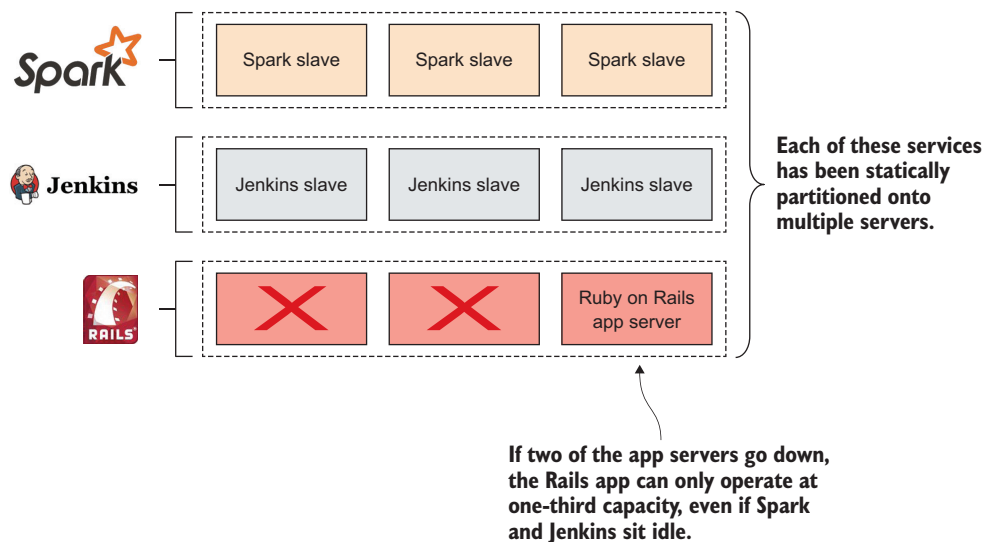 Spark
Spark slave
Spark slave
Spark slave
Jenkins
Jenkins slave
Jenkins slave
Jenkins slave
Each of these services
has been statically
partitioned onto
multiple servers.
RAILS
Ruby on Rails
app server
If two of the app servers go down,
the Rails app can only operate at
one-third capacity, even if Spark
and Jenkins sit idle.